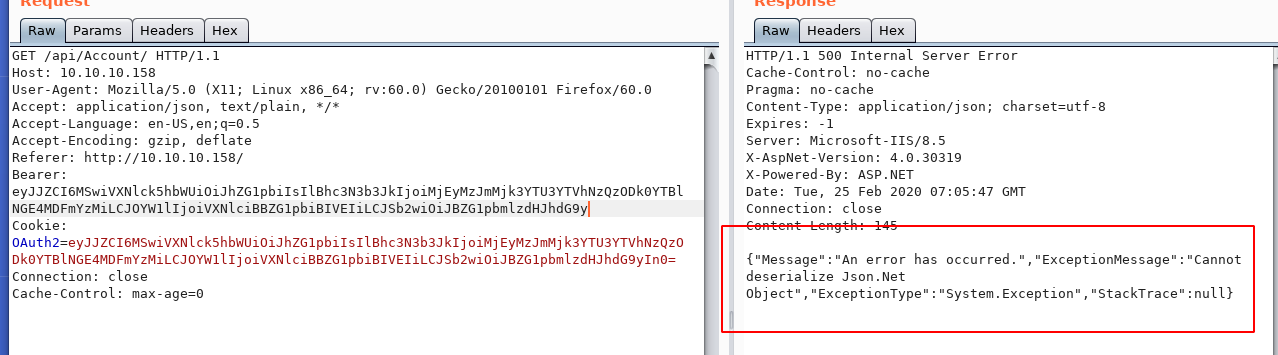 Request
Raw Params Headers Hex
GET /api/Account/ HTTP/1.1
Host: 10.10.10.158
User-Agent: Mozilla/5.0 (X11; Linux x86_64; rv:60.0) Gecko/20100101 Firefox/60.0
Accept: application/json, text/plain, */*
Accept-Language: en-US,en;q=0.5
Accept-Encoding: gzip, deflate
Referer: http://10.10.10.158/
Bearer:
eyJJZCI6MSwiVXNlck5hbWUiOiJhZG1pbiIsIlBhc3N3b3JkIjoiMjEyMzJmMjk3YTU3YTVhNzQzODk0YTBl
NGE4MDFmYzMiLCJOYW1lIjoiVXNlciBBZG1pbiBIVEIiLCJSb2wiOiJBZG1pbmlzdHJhdG9y
Cookie:
OAuth2=eyJJZCI6MSwiVXNlck5hbWUiOiJhZG1pbiIsIlBhc3N3b3JkIjoiMjEyMzJmMjk3YTU3YTVhNzQzO
Dk0YTBlNGE4MDFmYzMiLCJOYW1lIjoiVXNlciBBZG1pbiBIVEIiLCJSb2wiOiJBZG1pbmlzdHJhdG9yIn0=
Connection: close
Cache-Control: max-age=0
Response
Raw Headers Hex
HTTP/1.1 500 Internal Server Error
Cache-Control: no-cache
Pragma: no-cache
Content-Type: application/json; charset=utf-8
Expires: -1
Server: Microsoft-IIS/8.5
X-AspNet-Version: 4.0.30319
X-Powered-By: ASP.NET
Date: Tue, 25 Feb 2020 07:05:47 GMT
Connection: close
Content-Length: 145
{"Message":"An error has occurred.","ExceptionMessage":"Cannot
deserialize Json.Net
Object","ExceptionType":"System.Exception","StackTrace":null}